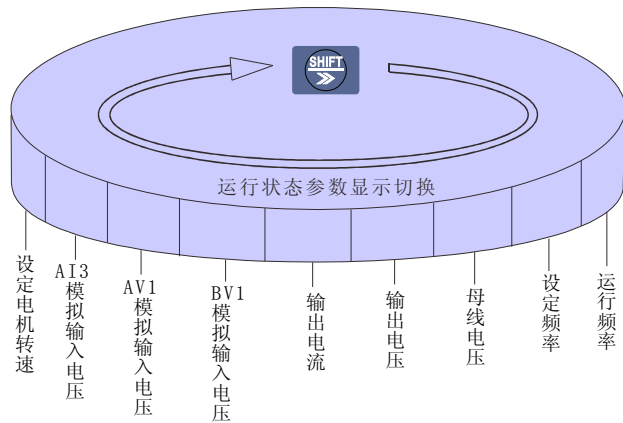 SHIFT
运行状态参数显示切换
设定电机转速
AI3模拟输入电压
AV1模拟输入电压
BV1模拟输入电压
输出电流
输出电压
母线电压
设定频率
运行频率